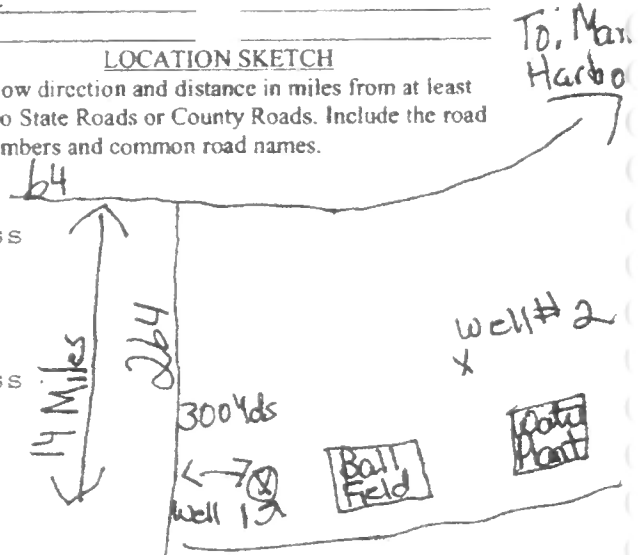 To: Man
Harbo
LOCATION SKETCH
ow direction and distance in miles from at least
o State Roads or County Roads. Include the road
mbers and common road names.
64
ss
14 Miles
264
well # 2
x
ss
300 Yds
Ball
Field
Plant
X
Well